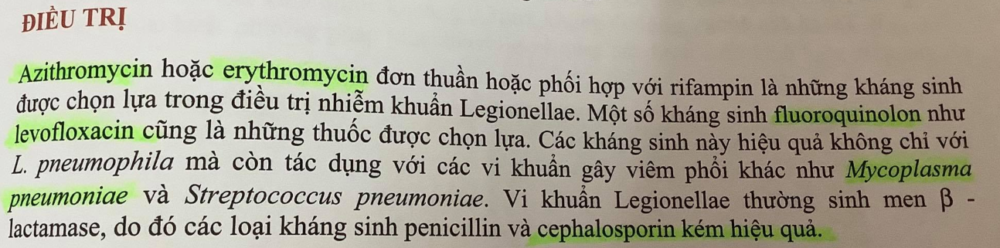 ĐIỀU TRỊ
Azithromycin hoặc erythromycin đơn thuần hoặc phối hợp với rifampin là những kháng sinh
được chọn lựa trong điều trị nhiễm khuẩn Legionellae. Một số kháng sinh fluoroquinolon như
levofloxacin cũng là những thuốc được chọn lựa. Các kháng sinh này hiệu quả không chỉ với
L. pneumophila mà còn tác dụng với các vi khuẩn gây viêm phổi khác như Mycoplasma
pneumoniae và Streptococcus pneumoniae. Vi khuẩn Legionellae thường sinh men β -
lactamase, do đó các loại kháng sinh penicillin và cephalosporin kém hiệu quả.